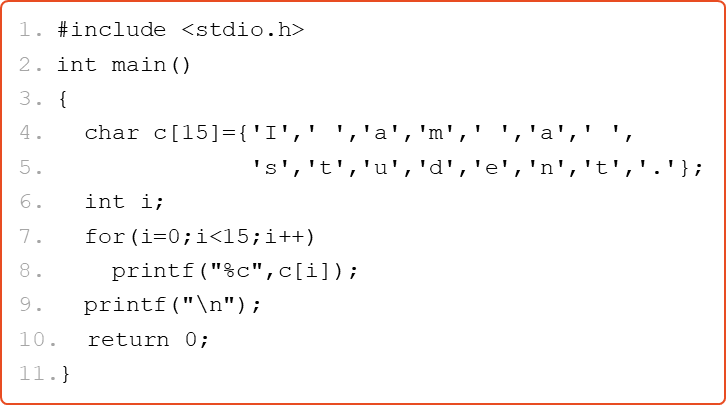 1. #include <stdio.h>
2. int main()
3. {
4.   char c[15]={'I',' ','a','m',' ','a',' ',
5.               's','t','u','d','e','n','t','.'};
6.   int i;
7.   for(i=0;i<15;i++)
8.     printf("%c",c[i]);
9.   printf("\n");
10.  return 0;
11.}